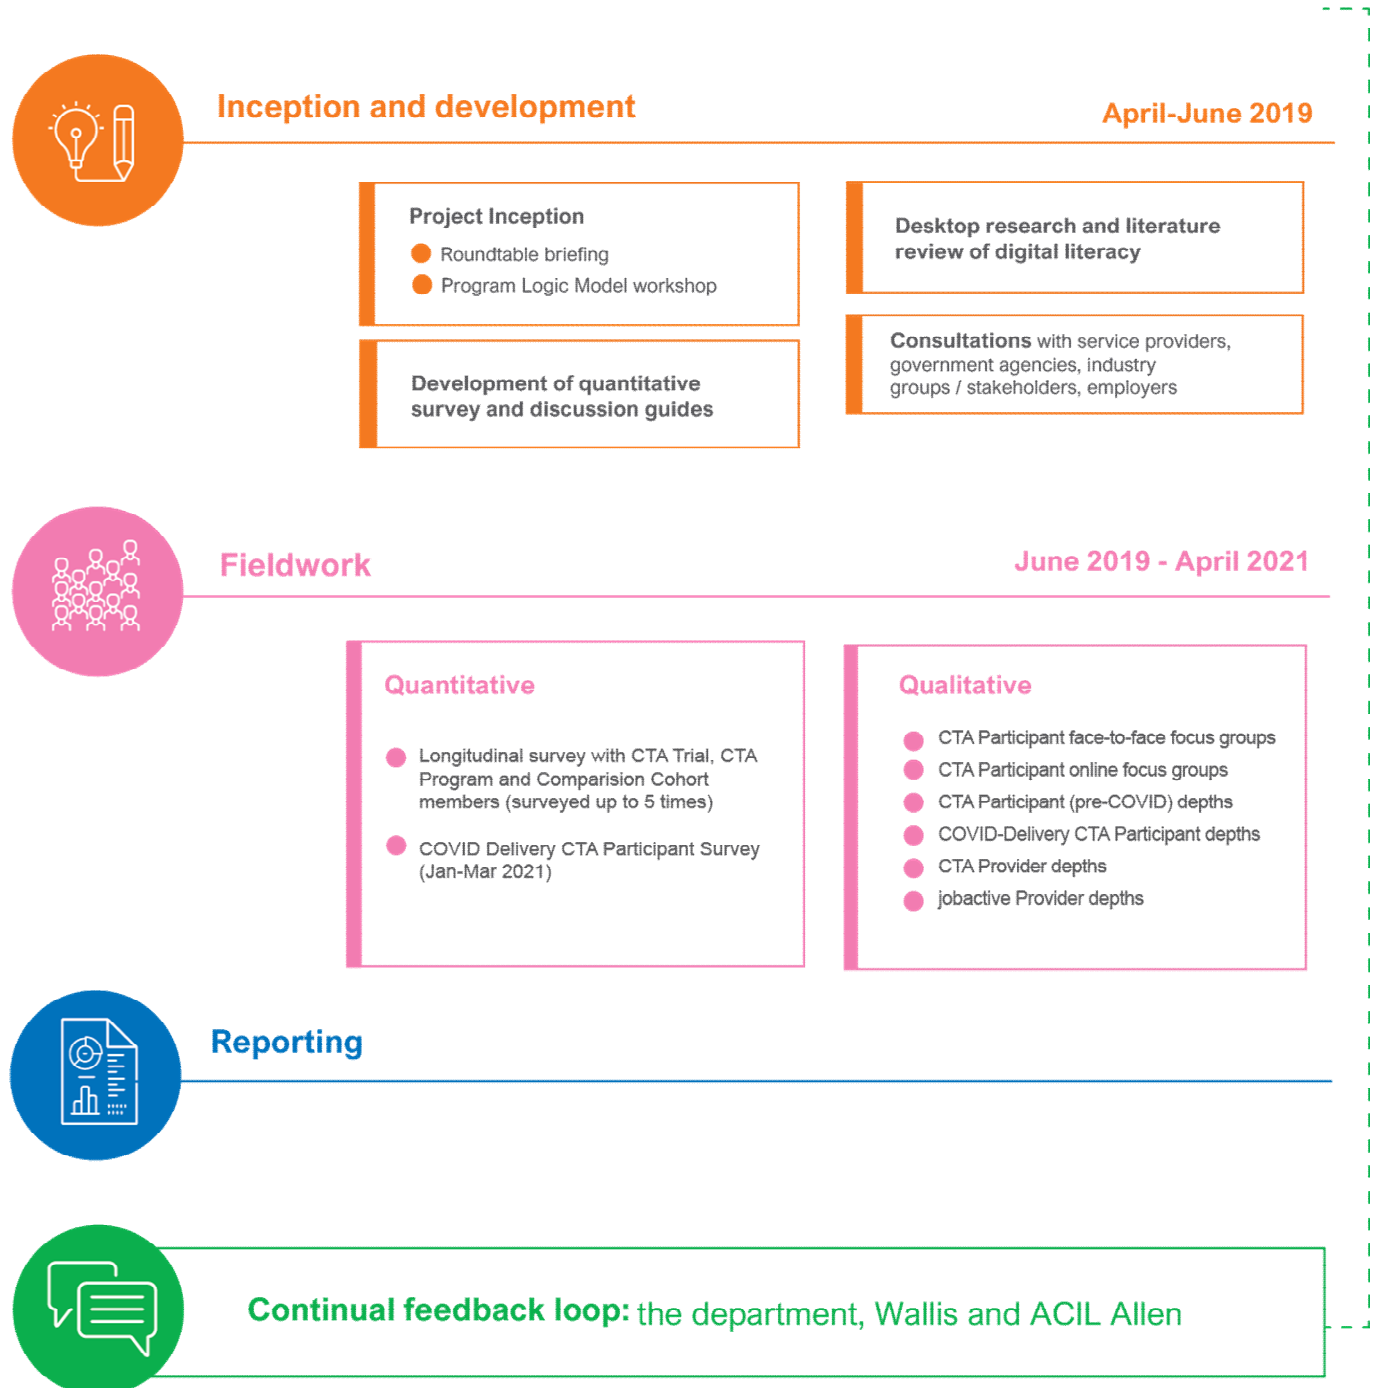 Inception and development
April-June 2019
Project Inception
Roundtable briefing
Program Logic Model workshop
Development of quantitative
survey and discussion guides
Desktop research and literature
review of digital literacy
Consultations with service providers,
government agencies, industry
groups / stakeholders, employers
Fieldwork
June 2019 - April 2021
Quantitative
Longitudinal survey with CTA Trial, CTA
Program and Comparision Cohort
members (surveyed up to 5 times)
COVID Delivery CTA Participant Survey
(Jan-Mar 2021)
Qualitative
CTA Participant face-to-face focus groups
CTA Participant online focus groups
CTA Participant (pre-COVID) depths
COVID-Delivery CTA Participant depths
CTA Provider depths
jobactive Provider depths
Reporting
Continual feedback loop: the department, Wallis and ACIL Allen